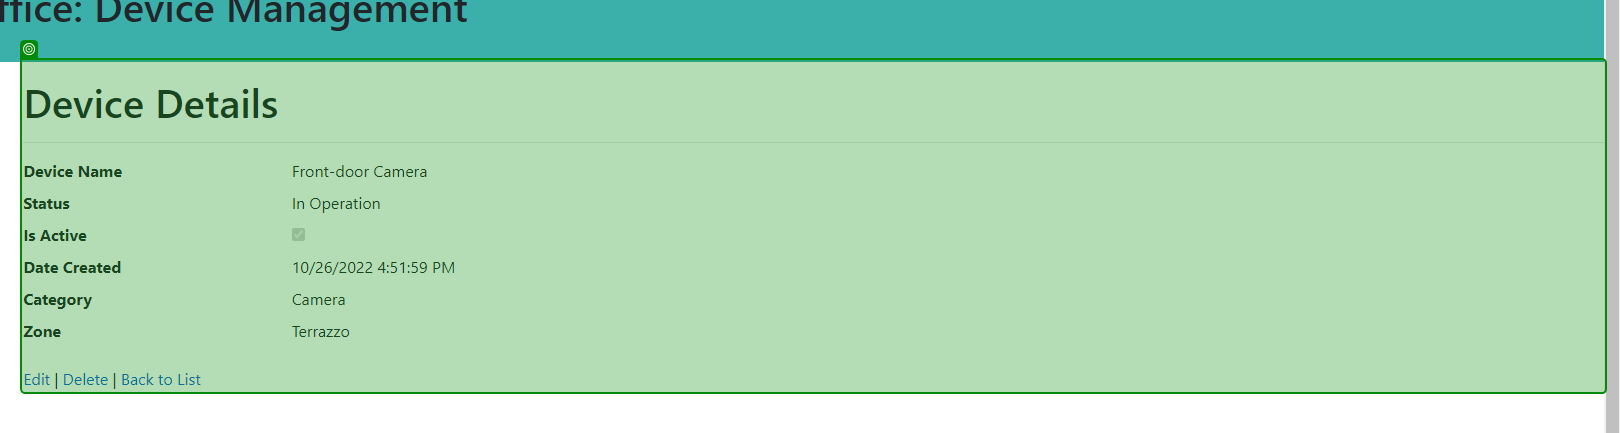 ffice: Device Management
Device Details
Device Name Front-door Camera
Status In Operation
Is Active
Date Created 10/26/2022 4:51:59 PM
Category Camera
Zone Terrazzo
Edit | Delete | Back to List